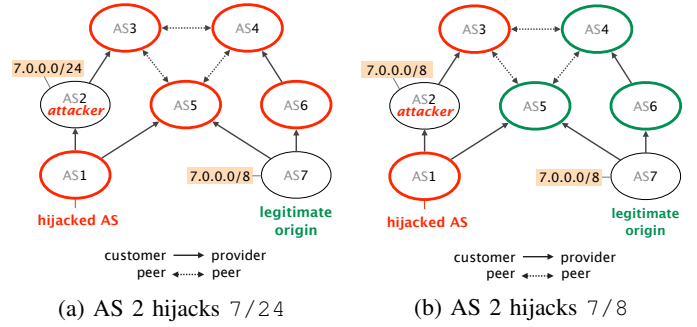 AS3
AS4
7.0.0.0/24
AS2
attacker
AS5
AS6
AS1
7.0.0.0/8
AS7
hijacked AS
legitimate
origin
customer
provider
peer
peer
(a) AS 2 hijacks 7/24
AS3
AS4
7.0.0.0/8
AS2
attacker
AS5
AS6
AS1
7.0.0.0/8
AS7
hijacked AS
legitimate
origin
customer
provider
peer
peer
(b) AS 2 hijacks 7/8